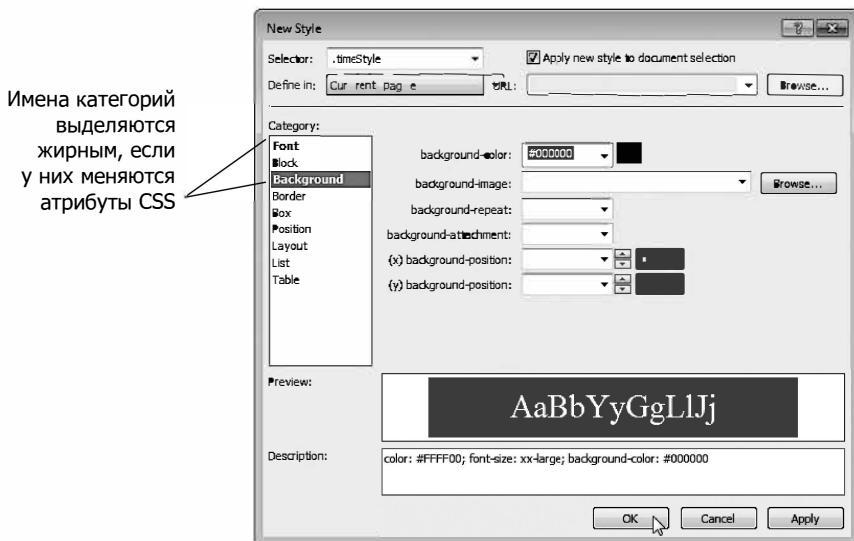 New Style
Selector: .timeStyle
Apply new style to document selection
Define in: Current page URL: Browse...
Имена категорий
выделяются
жирным, если
у них меняются
атрибуты CSS
Category:
Font
Block
Background
Border
Box
Position
Layout
List
Table
background-color: #000000
background-image: Browse...
background-repeat:
background-attachment:
(x) background-position:
(y) background-position:
Preview:
AaBbYyGgLlJj
Description:
color: #FFFF00; font-size: xx-large; background-color: #000000
OK Cancel Apply